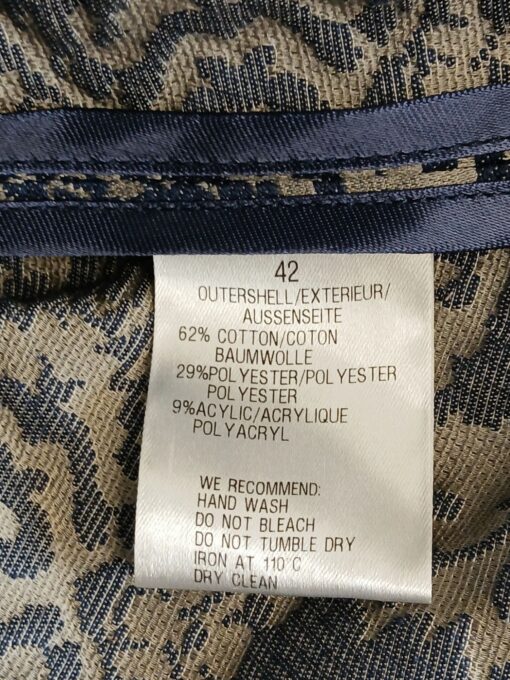 42
OUTERSHELL/EXTERIEUR/
AUSSENSEITE
62% COTTON/COTON
BAUMWOLLE
29%POLYESTER/POLYESTER
POLYESTER
9%ACYLIC/ACRYLIQUE
POLYACRYL
WE RECOMMEND:
HAND WASH
DO NOT BLEACH
DO NOT TUMBLE DRY
IRON AT 110°C
DRY CLEAN